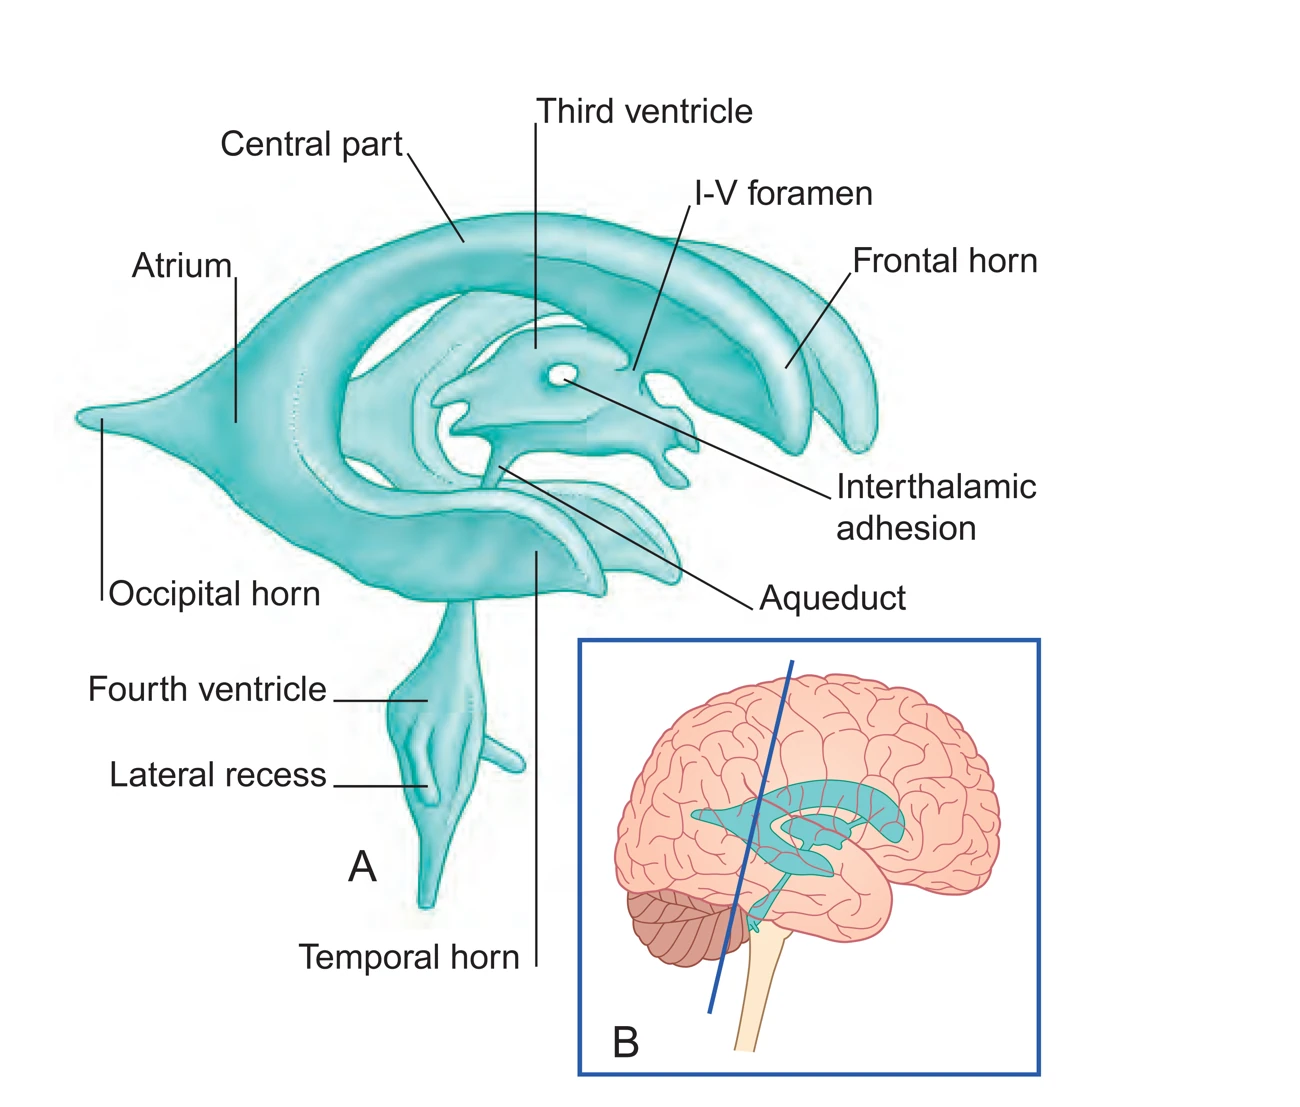 Third ventricle
Central part
I-V foramen
Frontal horn
Atrium
Interthalamic
adhesion
Occipital horn
Aqueduct
Fourth ventricle
Lateral recess
A
Temporal horn
B